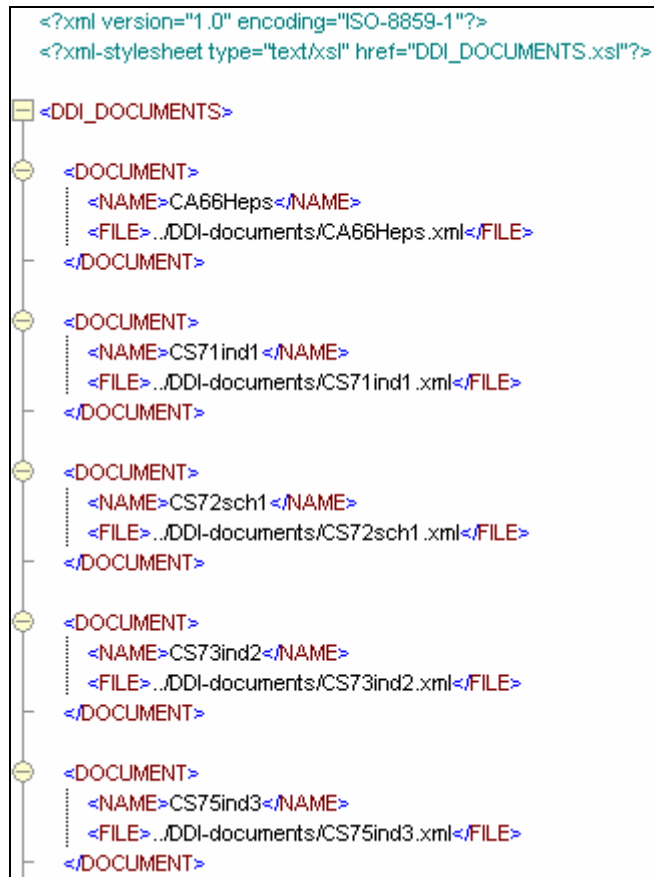 <?xml version="1.0" encoding="ISO-8859-1"?>
<?xml-stylesheet type="text/xsl" href="DDI_DOCUMENTS.xsl"?>
<DDI_DOCUMENTS>
<DOCUMENT>
<NAME>CA66Heps</NAME>
<FILE>../DDI-documents/CA66Heps.xml</FILE>
</DOCUMENT>
<DOCUMENT>
<NAME>CS71ind1</NAME>
<FILE>../DDI-documents/CS71ind1.xml</FILE>
</DOCUMENT>
<DOCUMENT>
<NAME>CS72sch1</NAME>
<FILE>../DDI-documents/CS72sch1.xml</FILE>
</DOCUMENT>
<DOCUMENT>
<NAME>CS73ind2</NAME>
<FILE>../DDI-documents/CS73ind2.xml</FILE>
</DOCUMENT>
<DOCUMENT>
<NAME>CS75ind3</NAME>
<FILE>../DDI-documents/CS75ind3.xml</FILE>
</DOCUMENT>